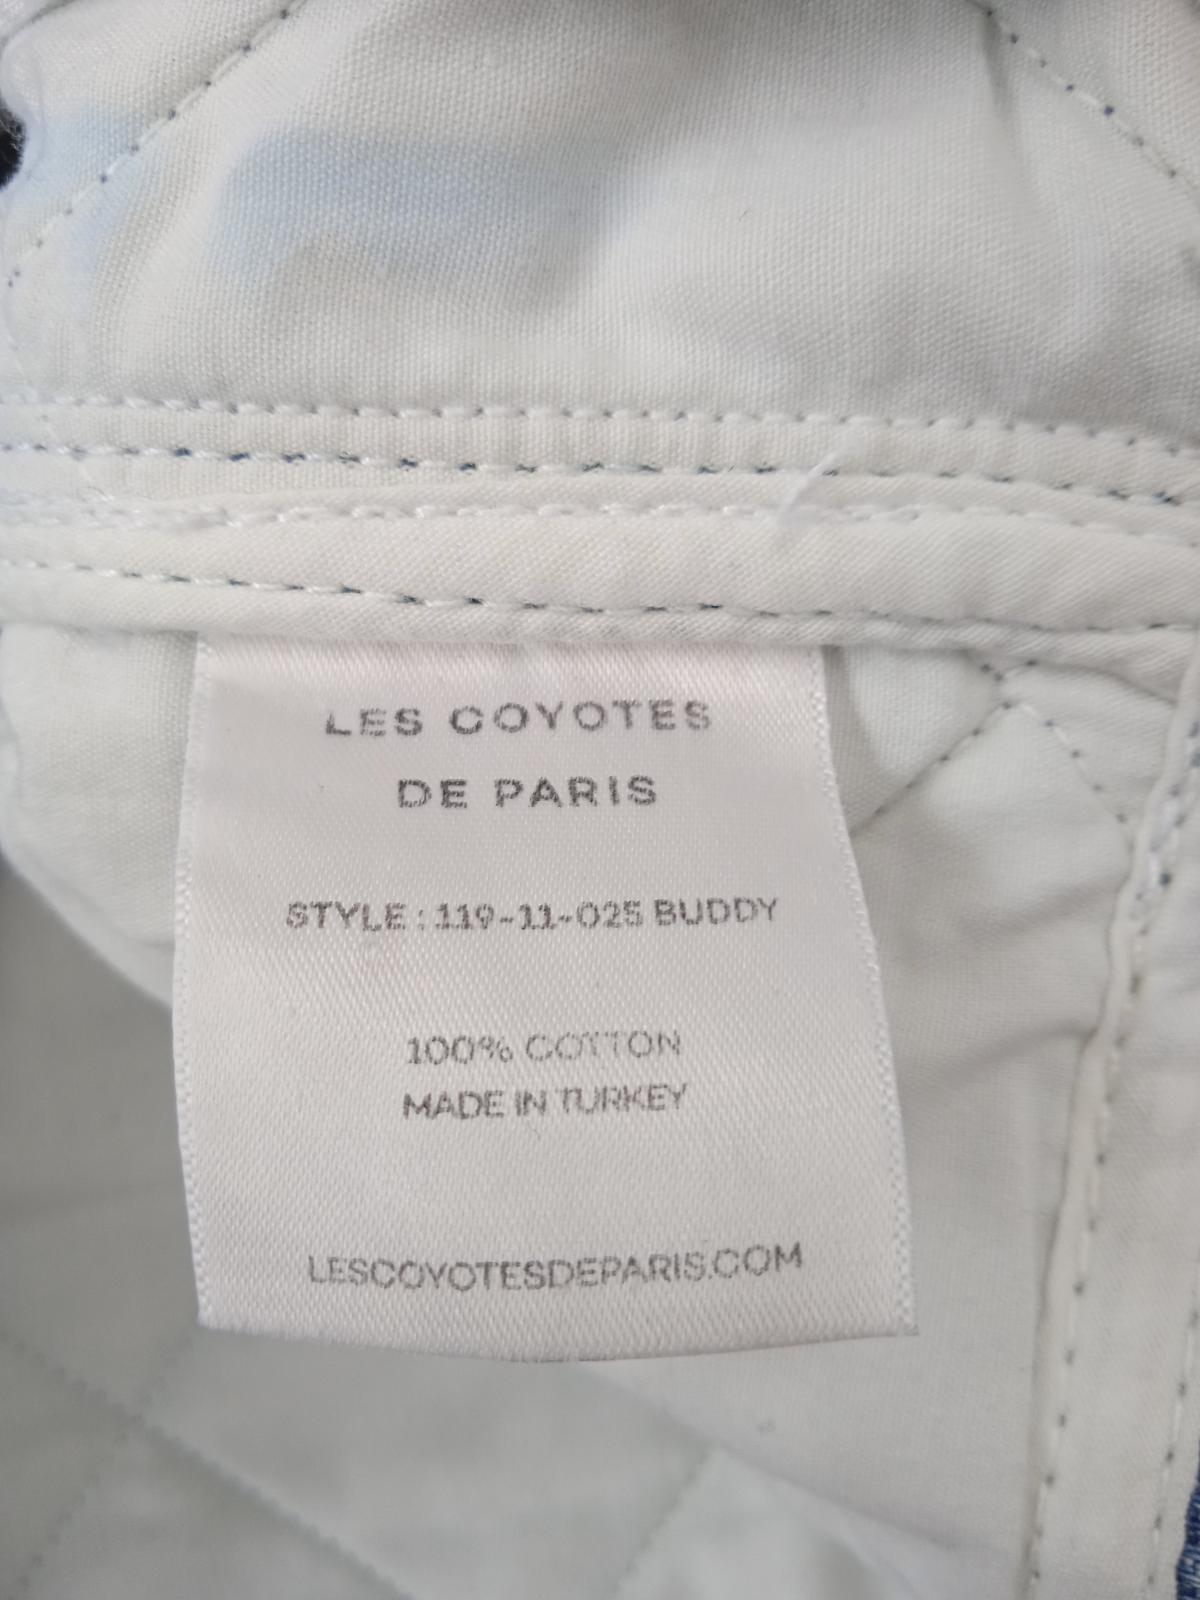 LES COYOTES
DE PARIS
STYLE : 119-11-025 BUDDY
100% COTTON
MADE IN TURKEY
LESCOYOTESDEPARIS.COM